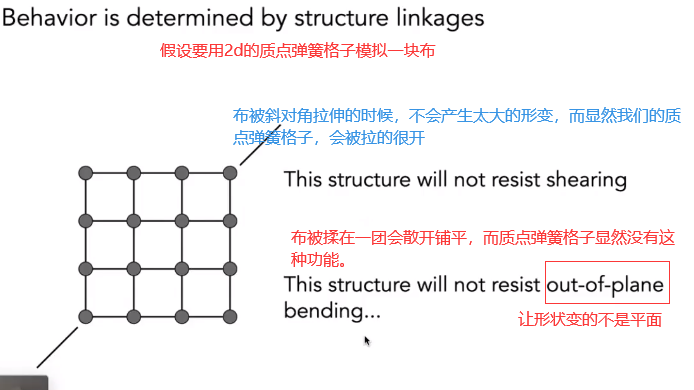 Behavior is determined by structure linkages
假设要用2d的质点弹簧格子模拟一块布
布被斜对角拉伸的时候，不会产生太大的形变，而显然我们的质
点弹簧格子，会被拉的很开
This structure will not resist shearing
布被揉在一团会散开铺平，而质点弹簧格子显然没有这
种功能。
This structure will not resist out-of-plane
bending...
让形状变的不是平面